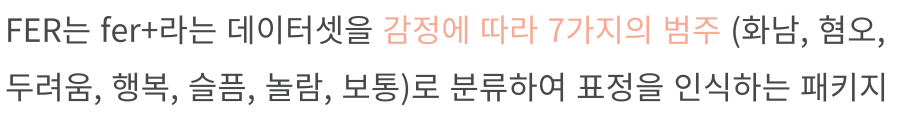 FER는 fer+라는 데이터셋을 감정에 따라 7가지의 범주 (화남, 혐오,
두려움, 행복, 슬픔, 놀람, 보통)로 분류하여 표정을 인식하는 패키지